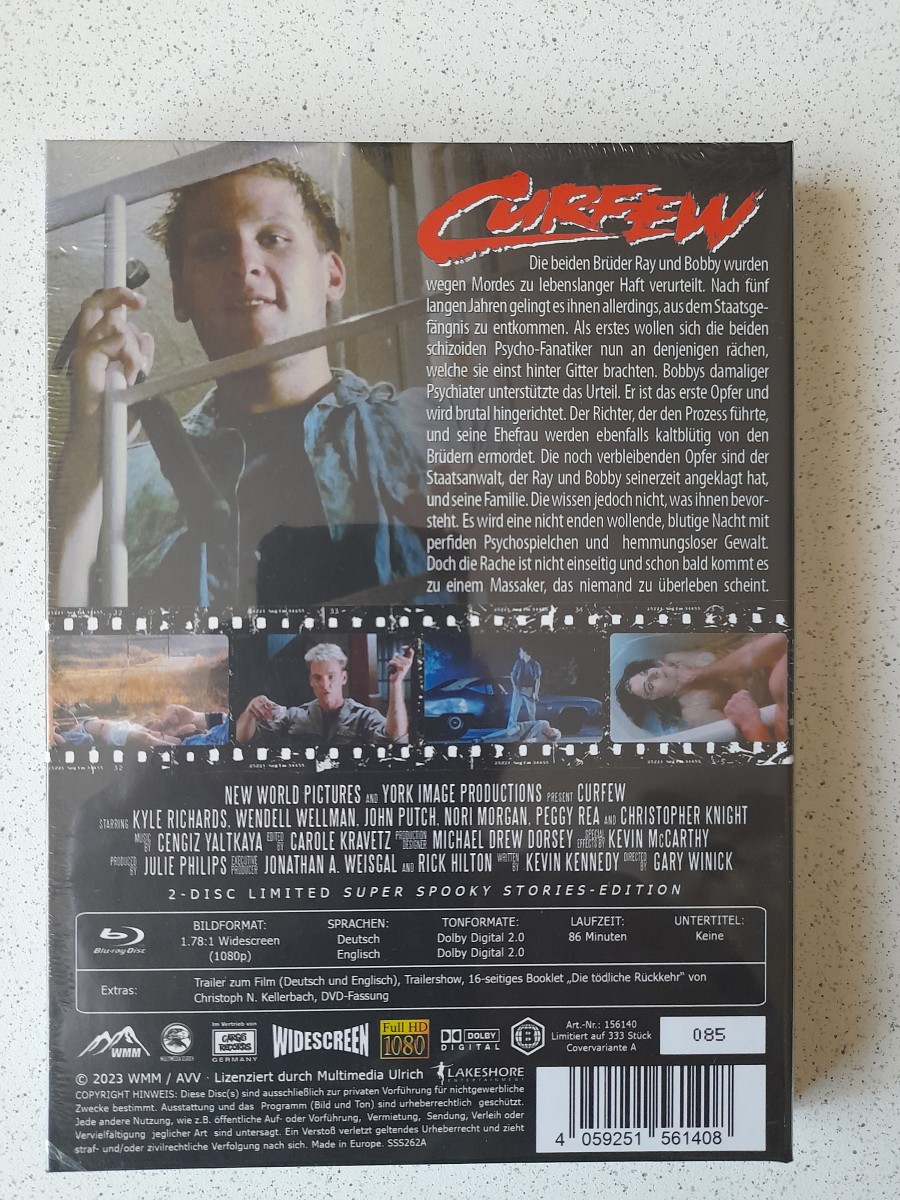 CURFEW
Die beiden Brüder Ray und Bobby wurden
wegen Mordes zu lebenslanger Haft verurteilt. Nach fünf
langen Jahren gelingt es ihnen allerdings, aus dem Staatsge-
fängnis zu entkommen. Als erstes wollen sich die beiden
schizoiden Psycho-Fanatiker nun an denjenigen rächen,
welche sie einst hinter Gitter brachten. Bobbys damaliger
Psychiater unterstützte das Urteil. Er ist das erste Opfer und
wird brutal hingerichtet. Der Richter, der den Prozess führte,
und seine Ehefrau werden ebenfalls kaltblütig von den
Brüdern ermordet. Die noch verbleibenden Opfer sind der
Staatsanwalt, der Ray und Bobby seinerzeit angeklagt hat,
und seine Familie. Die wissen jedoch nicht, was ihnen bevor-
steht. Es wird eine nicht enden wollende, blutige Nacht mit
perfiden Psychospielchen und hemmungsloser Gewalt.
Doch die Rache ist nicht einseitig und schon bald kommt es
zu einem Massaker, das niemand zu überleben scheint.
32 33 34
32
NEW WORLD PICTURES AND YORK IMAGE PRODUCTIONS PRESENT CURFEW
STARRING KYLE RICHARDS, WENDELL WELLMAN, JOHN PUTCH, NORI MORGAN, PEGGY REA AND CHRISTOPHER KNIGHT
MUSIC BY CENGIZ YALTKAYA EDITED BY CAROLE KRAVETZ PRODUCTION DESIGNER MICHAEL DREW DORSEY SPECIAL EFFECTS BY KEVIN McCARTHY
PRODUCED BY JULIE PHILIPS EXECUTIVE PRODUCER JONATHAN A. WEISGAL AND RICK HILTON WRITTEN BY KEVIN KENNEDY DIRECTED BY GARY WINICK
2-DISC LIMITED SUPER SPOOKY STORIES-EDITION
Blu-ray Disc
BILDFORMAT: SPRACHEN: TONFORMATE: LAUFZEIT: UNTERTITEL:
1.78:1 Widescreen Deutsch Dolby Digital 2.0 86 Minuten Keine
(1080p) Englisch Dolby Digital 2.0
Extras: Trailer zum Film (Deutsch und Englisch), Trailershow, 16-seitiges Booklet „Die tödliche Rückkehr“ von
Christoph N. Kellerbach, DVD-Fassung
WMM
MULTIMEDIA ULRICH
Im Vertrieb von
CARGO RECORDS
GERMANY
WIDESCREEN
Full HD
1080
DOLBY
DIGITAL
B
Art.-Nr.: 156140
Limitiert auf 333 Stück
Covervariante A
085
© 2023 WMM / AVV · Lizenziert durch Multimedia Ulrich LAKESHORE
ENTERTAINMENT
COPYRIGHT HINWEIS: Diese Disc(s) sind ausschließlich zur privaten Vorführung für nichtgewerbliche
Zwecke bestimmt. Ausstattung und das Programm (Bild und Ton) sind urheberrechtlich geschützt.
Jede andere Nutzung, wie z.B. öffentliche Auf- oder Vorführung, Vermietung, Sendung, Verleih oder
Vervielfältigung jeglicher Art sind untersagt. Ein Verstoß verletzt geltendes Urheberrecht und zieht
straf- und/oder zivilrechtliche Verfolgung nach sich. Made in Europe. SSS262A
4 059251 561408